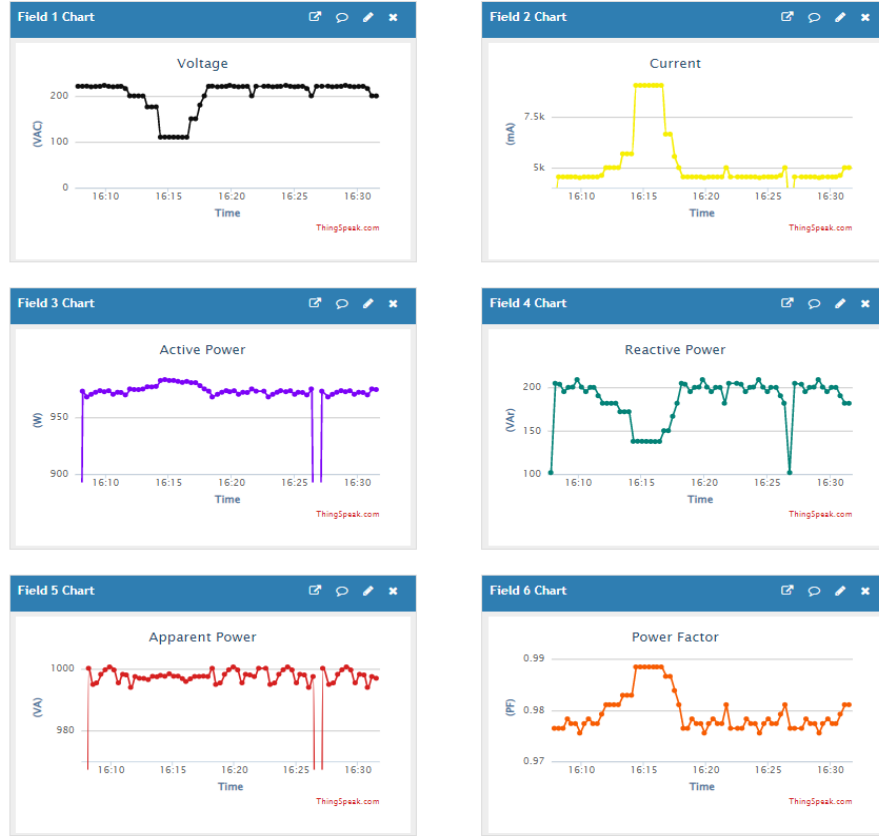 Field 1 Chart
Voltage
200
100
0
(VAC)
16:10 16:15 16:20 16:25 16:30
Time
ThingSpeak.com
Field 2 Chart
Current
7.5k
5k
(mA)
16:10 16:15 16:20 16:25 16:30
Time
ThingSpeak.com
Field 3 Chart
Active Power
950
900
(W)
16:10 16:15 16:20 16:25 16:30
Time
ThingSpeak.com
Field 4 Chart
Reactive Power
200
150
100
(VAr)
16:10 16:15 16:20 16:25 16:30
Time
ThingSpeak.com
Field 5 Chart
Apparent Power
1000
980
(VA)
16:10 16:15 16:20 16:25 16:30
Time
ThingSpeak.com
Field 6 Chart
Power Factor
0.99
0.98
0.97
(PF)
16:10 16:15 16:20 16:25 16:30
Time
ThingSpeak.com